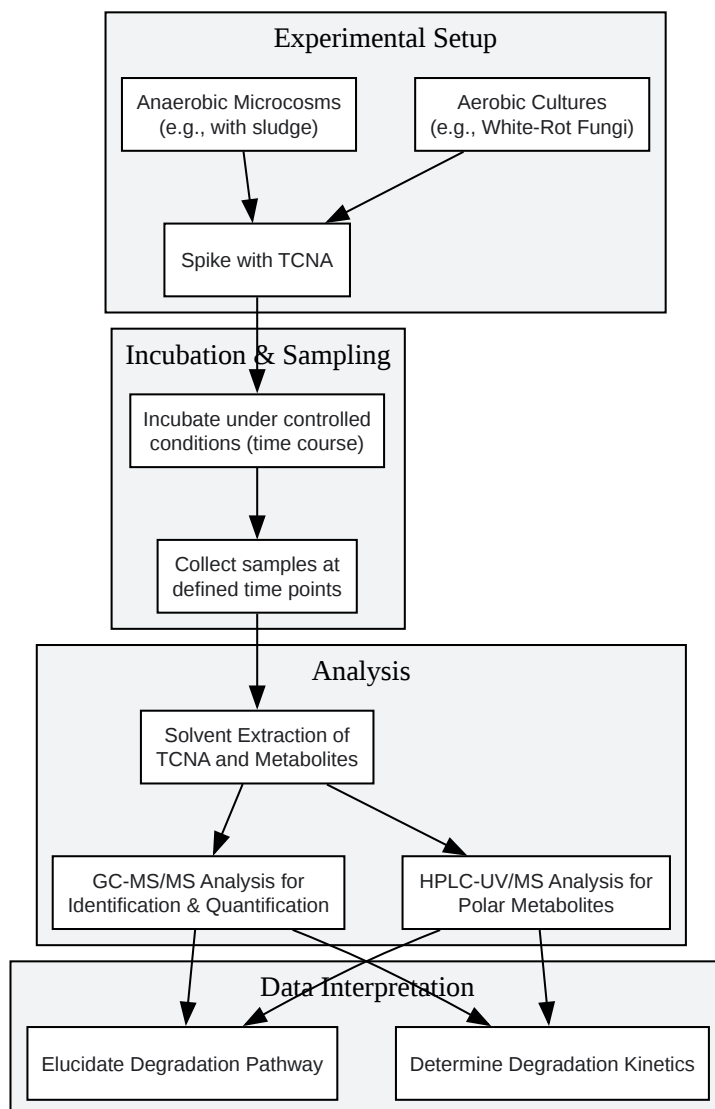 Experimental Setup
Anaerobic Microcosms
(e.g., with sludge)
Aerobic Cultures
(e.g., White-Rot Fungi)
Spike with TCNA
Incubation & Sampling
Incubate under controlled
conditions (time course)
Collect samples at
defined time points
Analysis
Solvent Extraction of
TCNA and Metabolites
GC-MS/MS Analysis for
Identification & Quantification
HPLC-UV/MS Analysis for
Polar Metabolites
Data Interpretation
Elucidate Degradation Pathway
Determine Degradation Kinetics